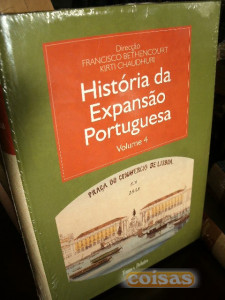 Direcção
FRANCISCO BETHENCOURT
KIRTI CHAUDHURI
História da
Expansão
Portuguesa
Volume 4
PRAÇA DO COMMERCIO DE LISBOA
coisas